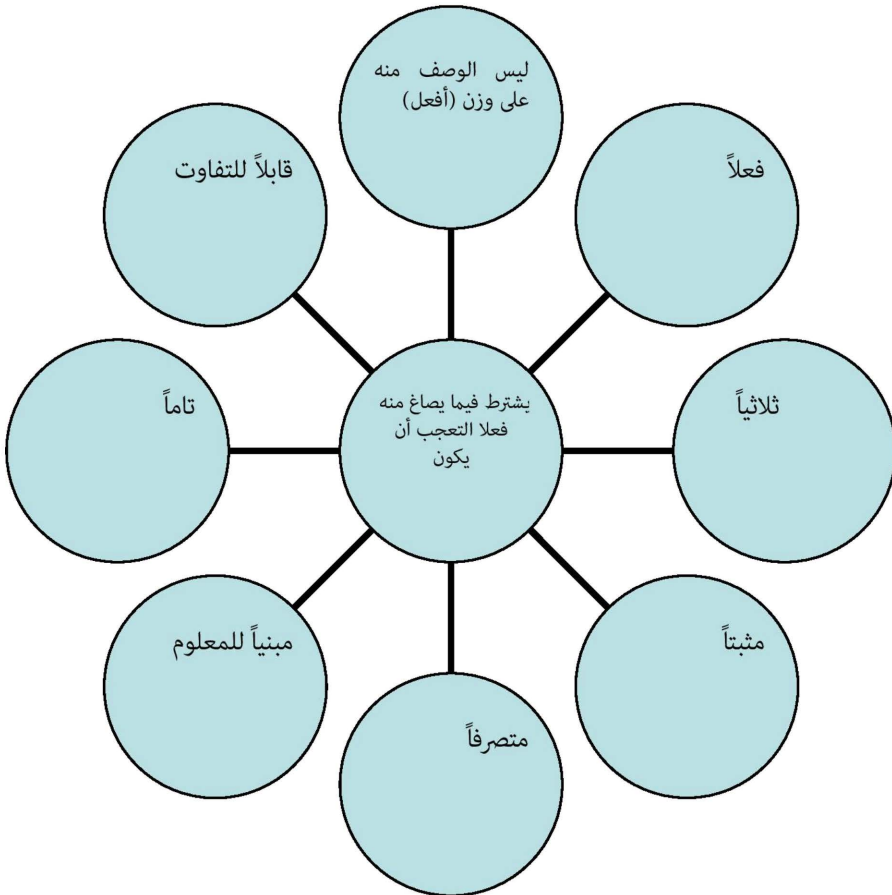 ليس الوصف منه
على وزن (أفعل)
فعلاً
قابلاً للتفاوت
ثلاثياً
يشترط فيما يصاغ منه
فعلا التعجب أن
يكون
تاماً
مثبتاً
مبنياً للمعلوم
متصرفاً